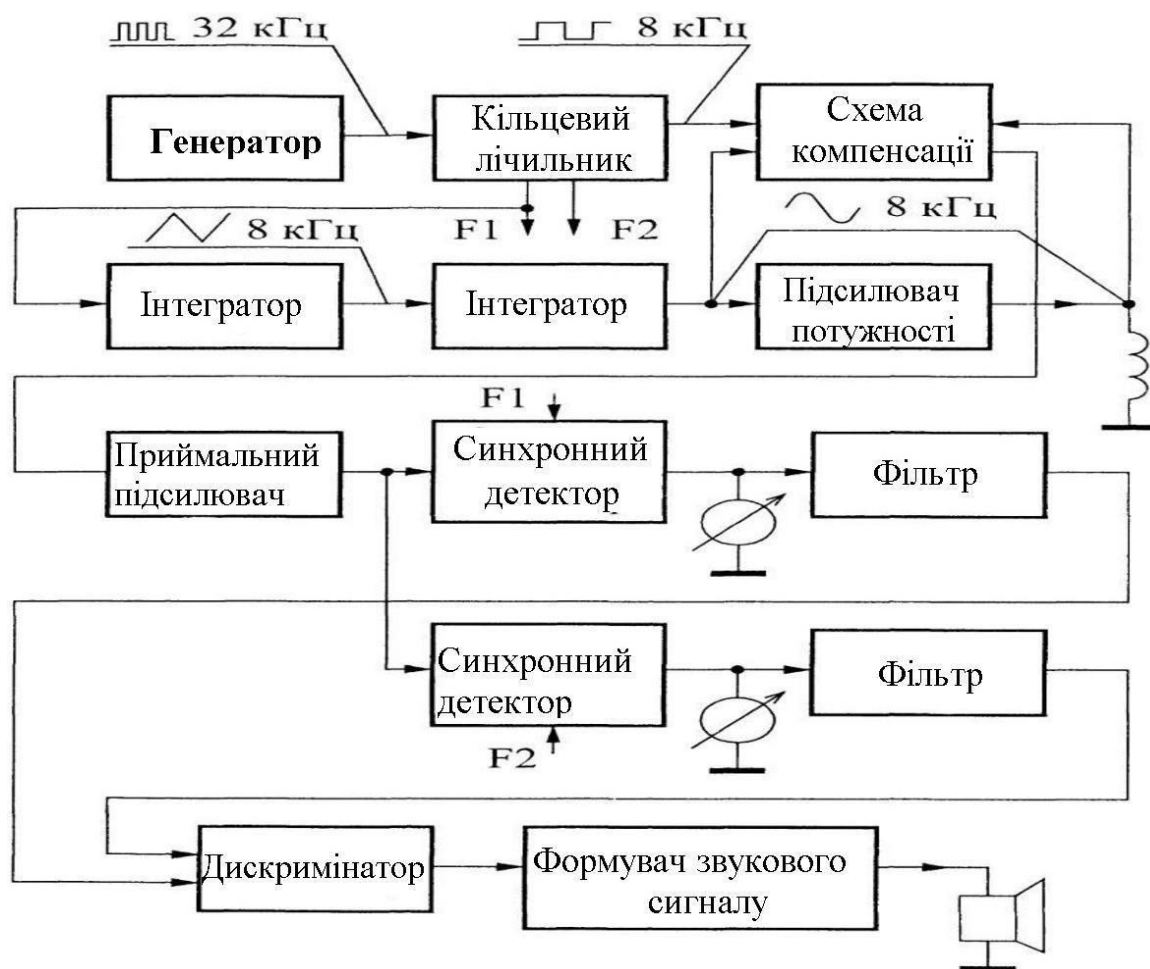 32 кГц
8 кГц
Генератор
Кільцевий
лічильник
Схема
компенсації
F1
F2
8 кГц
8 кГц
Інтегратор
Інтегратор
Підсилювач
потужності
F1
Приймальний
підсилювач
Синхронний
детектор
Фільтр
Синхронний
детектор
Фільтр
F2
Дискримінатор
Формувач звукового
сигналу